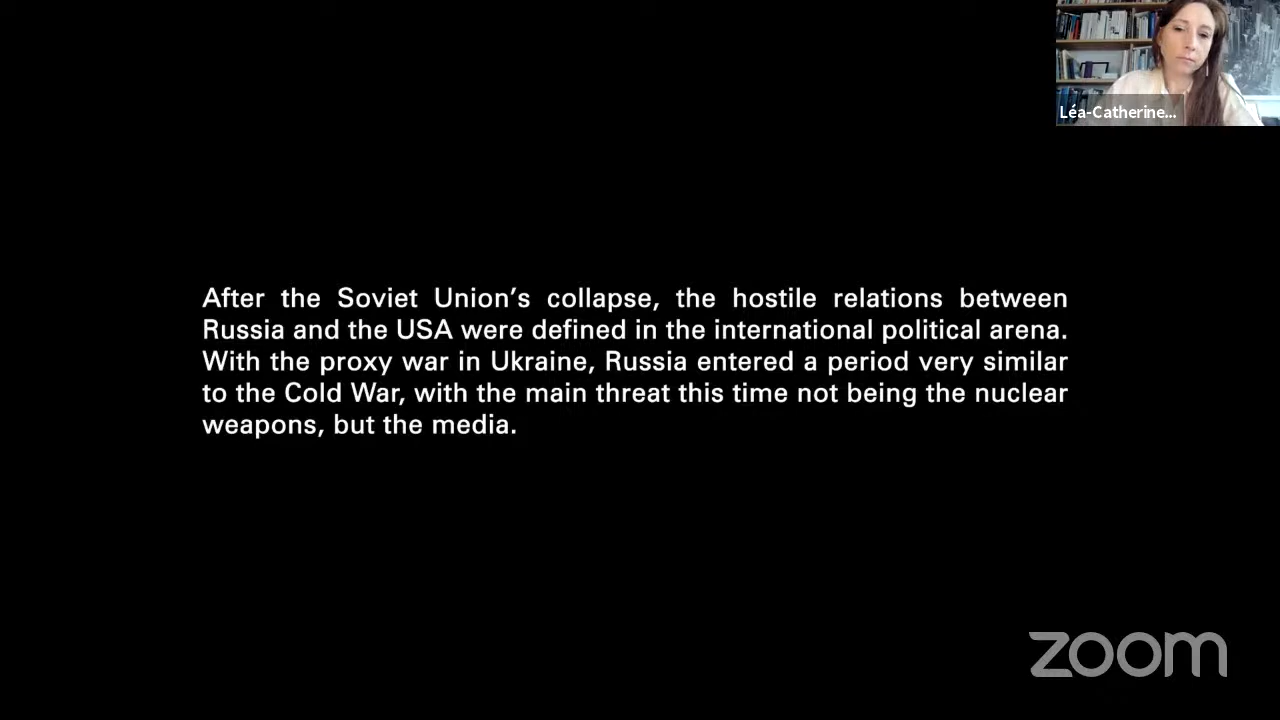 Léa-Catherine...
After the Soviet Union’s collapse, the hostile relations between
Russia and the USA were defined in the international political arena.
With the proxy war in Ukraine, Russia entered a period very similar
to the Cold War, with the main threat this time not being the nuclear
weapons, but the media.
zoom